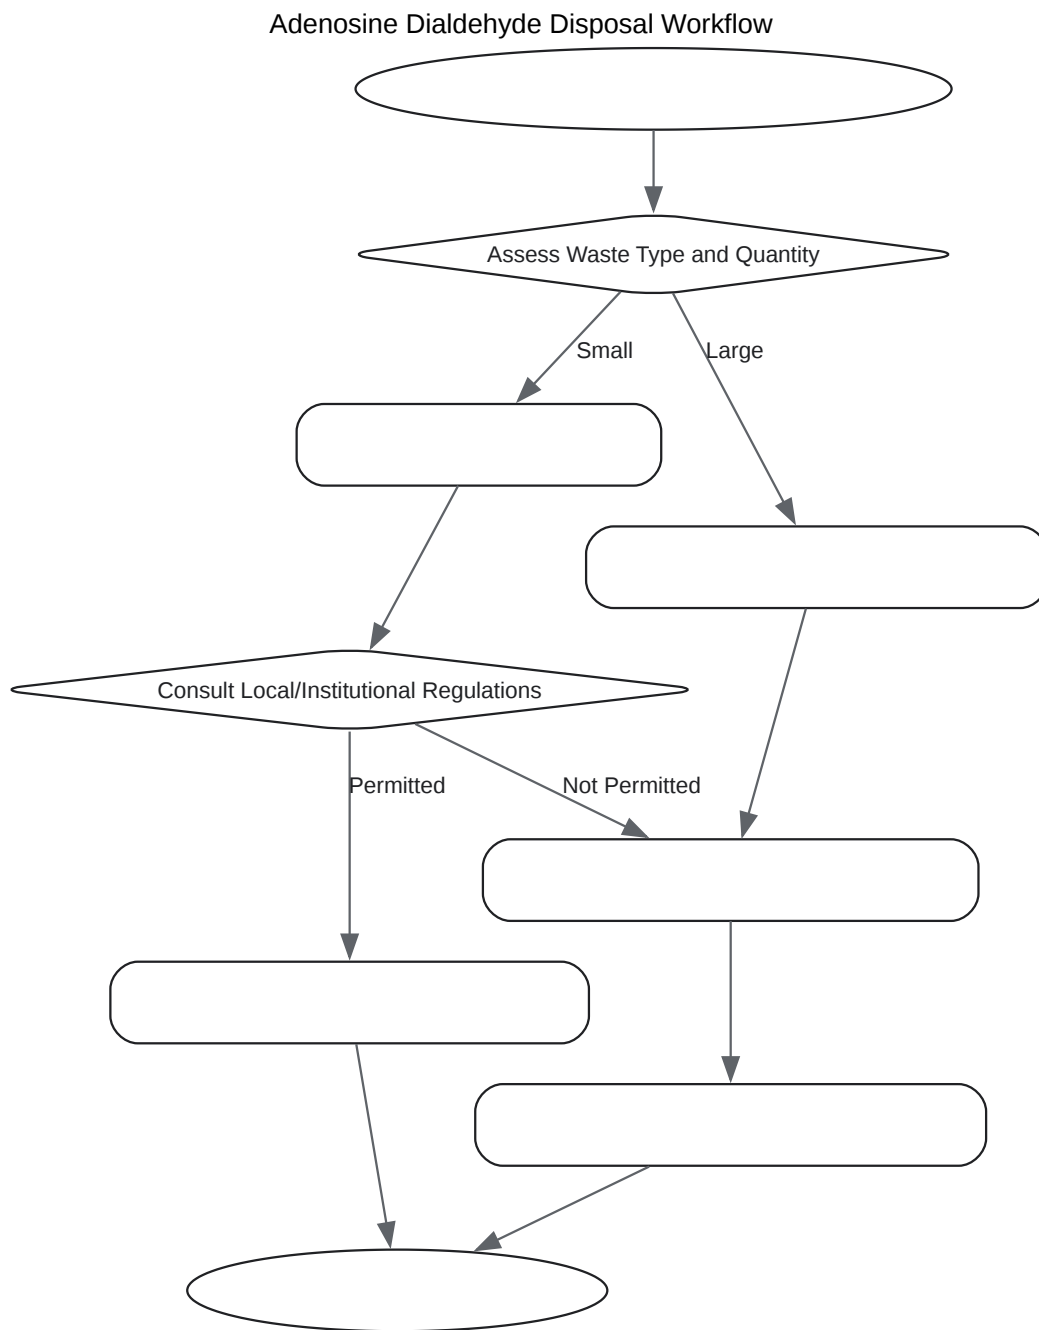 Adenosine Dialdehyde Disposal Workflow
Assess Waste Type and Quantity
Small
Large
Consult Local/Institutional Regulations
Permitted
Not Permitted